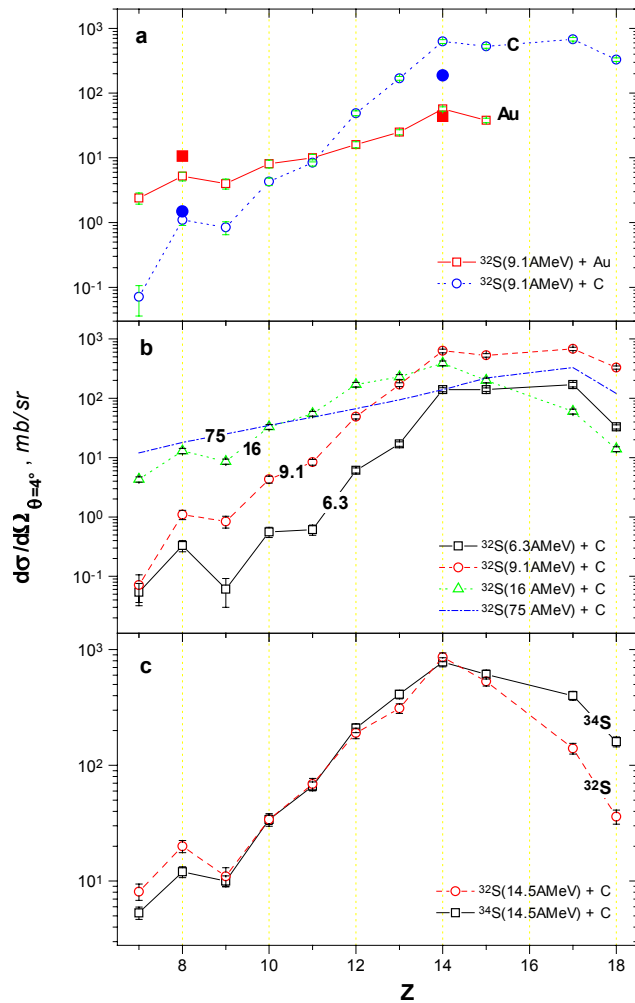 a
10³
10²
10¹
10⁰
10⁻¹
C
Au
³²S(9.1AMeV) + Au
³²S(9.1AMeV) + C
b
10³
10²
10¹
10⁰
10⁻¹
75
16
9.1
6.3
³²S(6.3AMeV) + C
³²S(9.1AMeV) + C
³²S(16 AMeV) + C
³²S(75 AMeV) + C
dσ/dΩ_θ=4° , mb/sr
c
10³
10²
10¹
³⁴S
³²S
³²S(14.5AMeV) + C
³⁴S(14.5AMeV) + C
8 10 12 14 16 18
Z